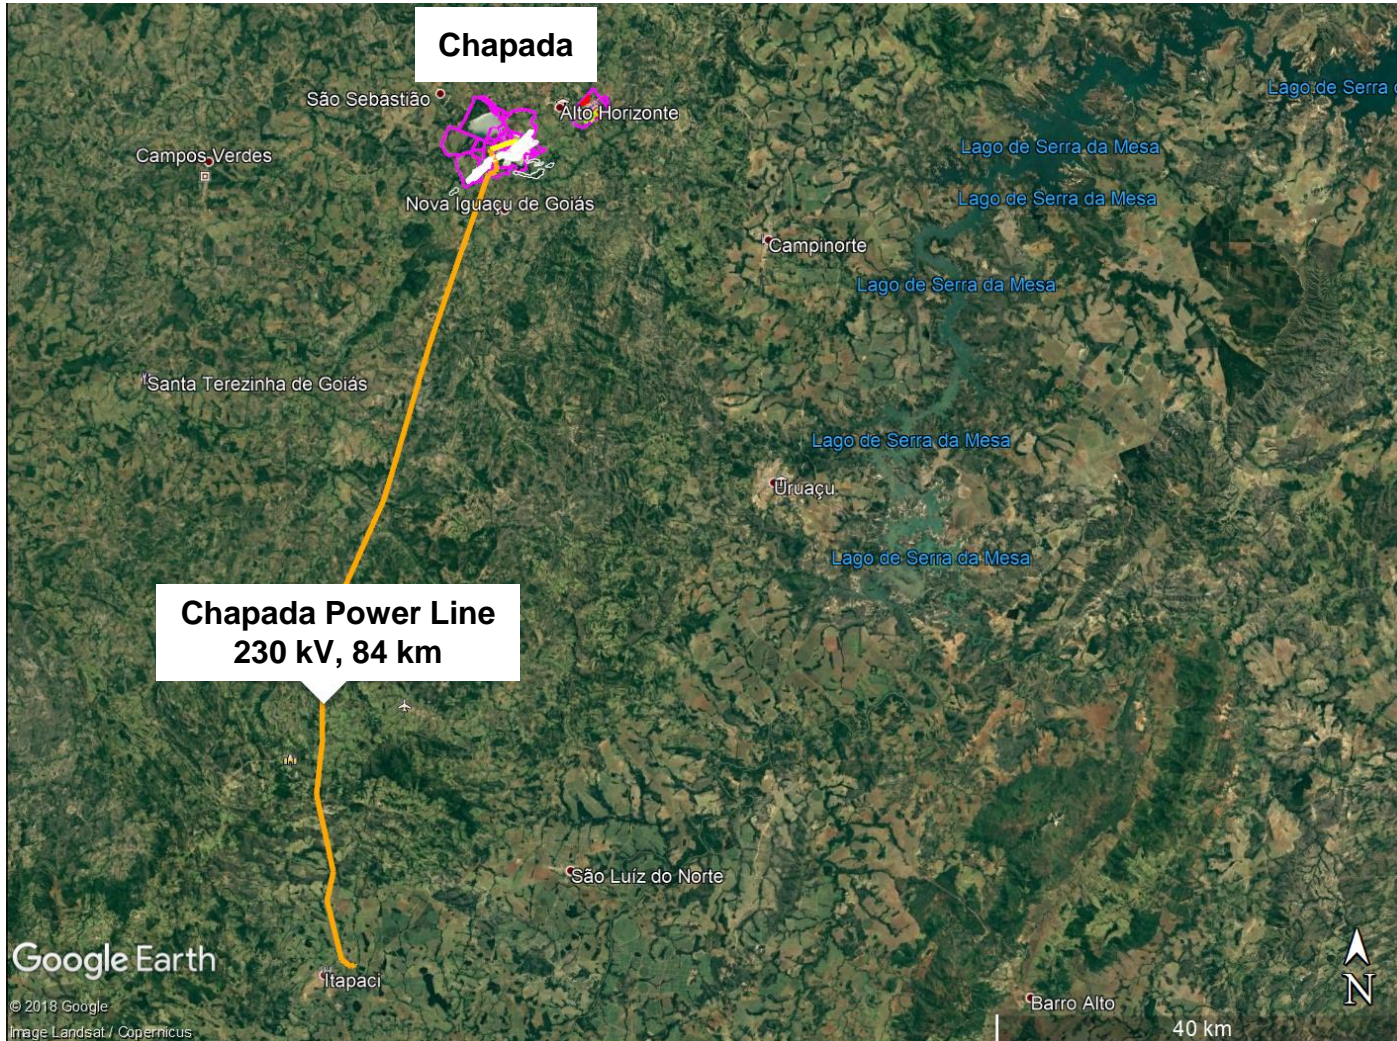 Chapada
São Sebastião
Alto Horizonte
Lago de Serra
Campos Verdes
Lago de Serra da Mesa
Nova Iguaçu de Goiás
Lago de Serra da Mesa
Campinorte
Lago de Serra da Mesa
Santa Terezinha de Goiás
Lago de Serra da Mesa
Uruaçu
Lago de Serra da Mesa
Chapada Power Line
230 kV, 84 km
São Luíz do Norte
Google Earth
Itapaci
N
© 2018 Google
Barro Alto
Image Landsat / Copernicus
40 km